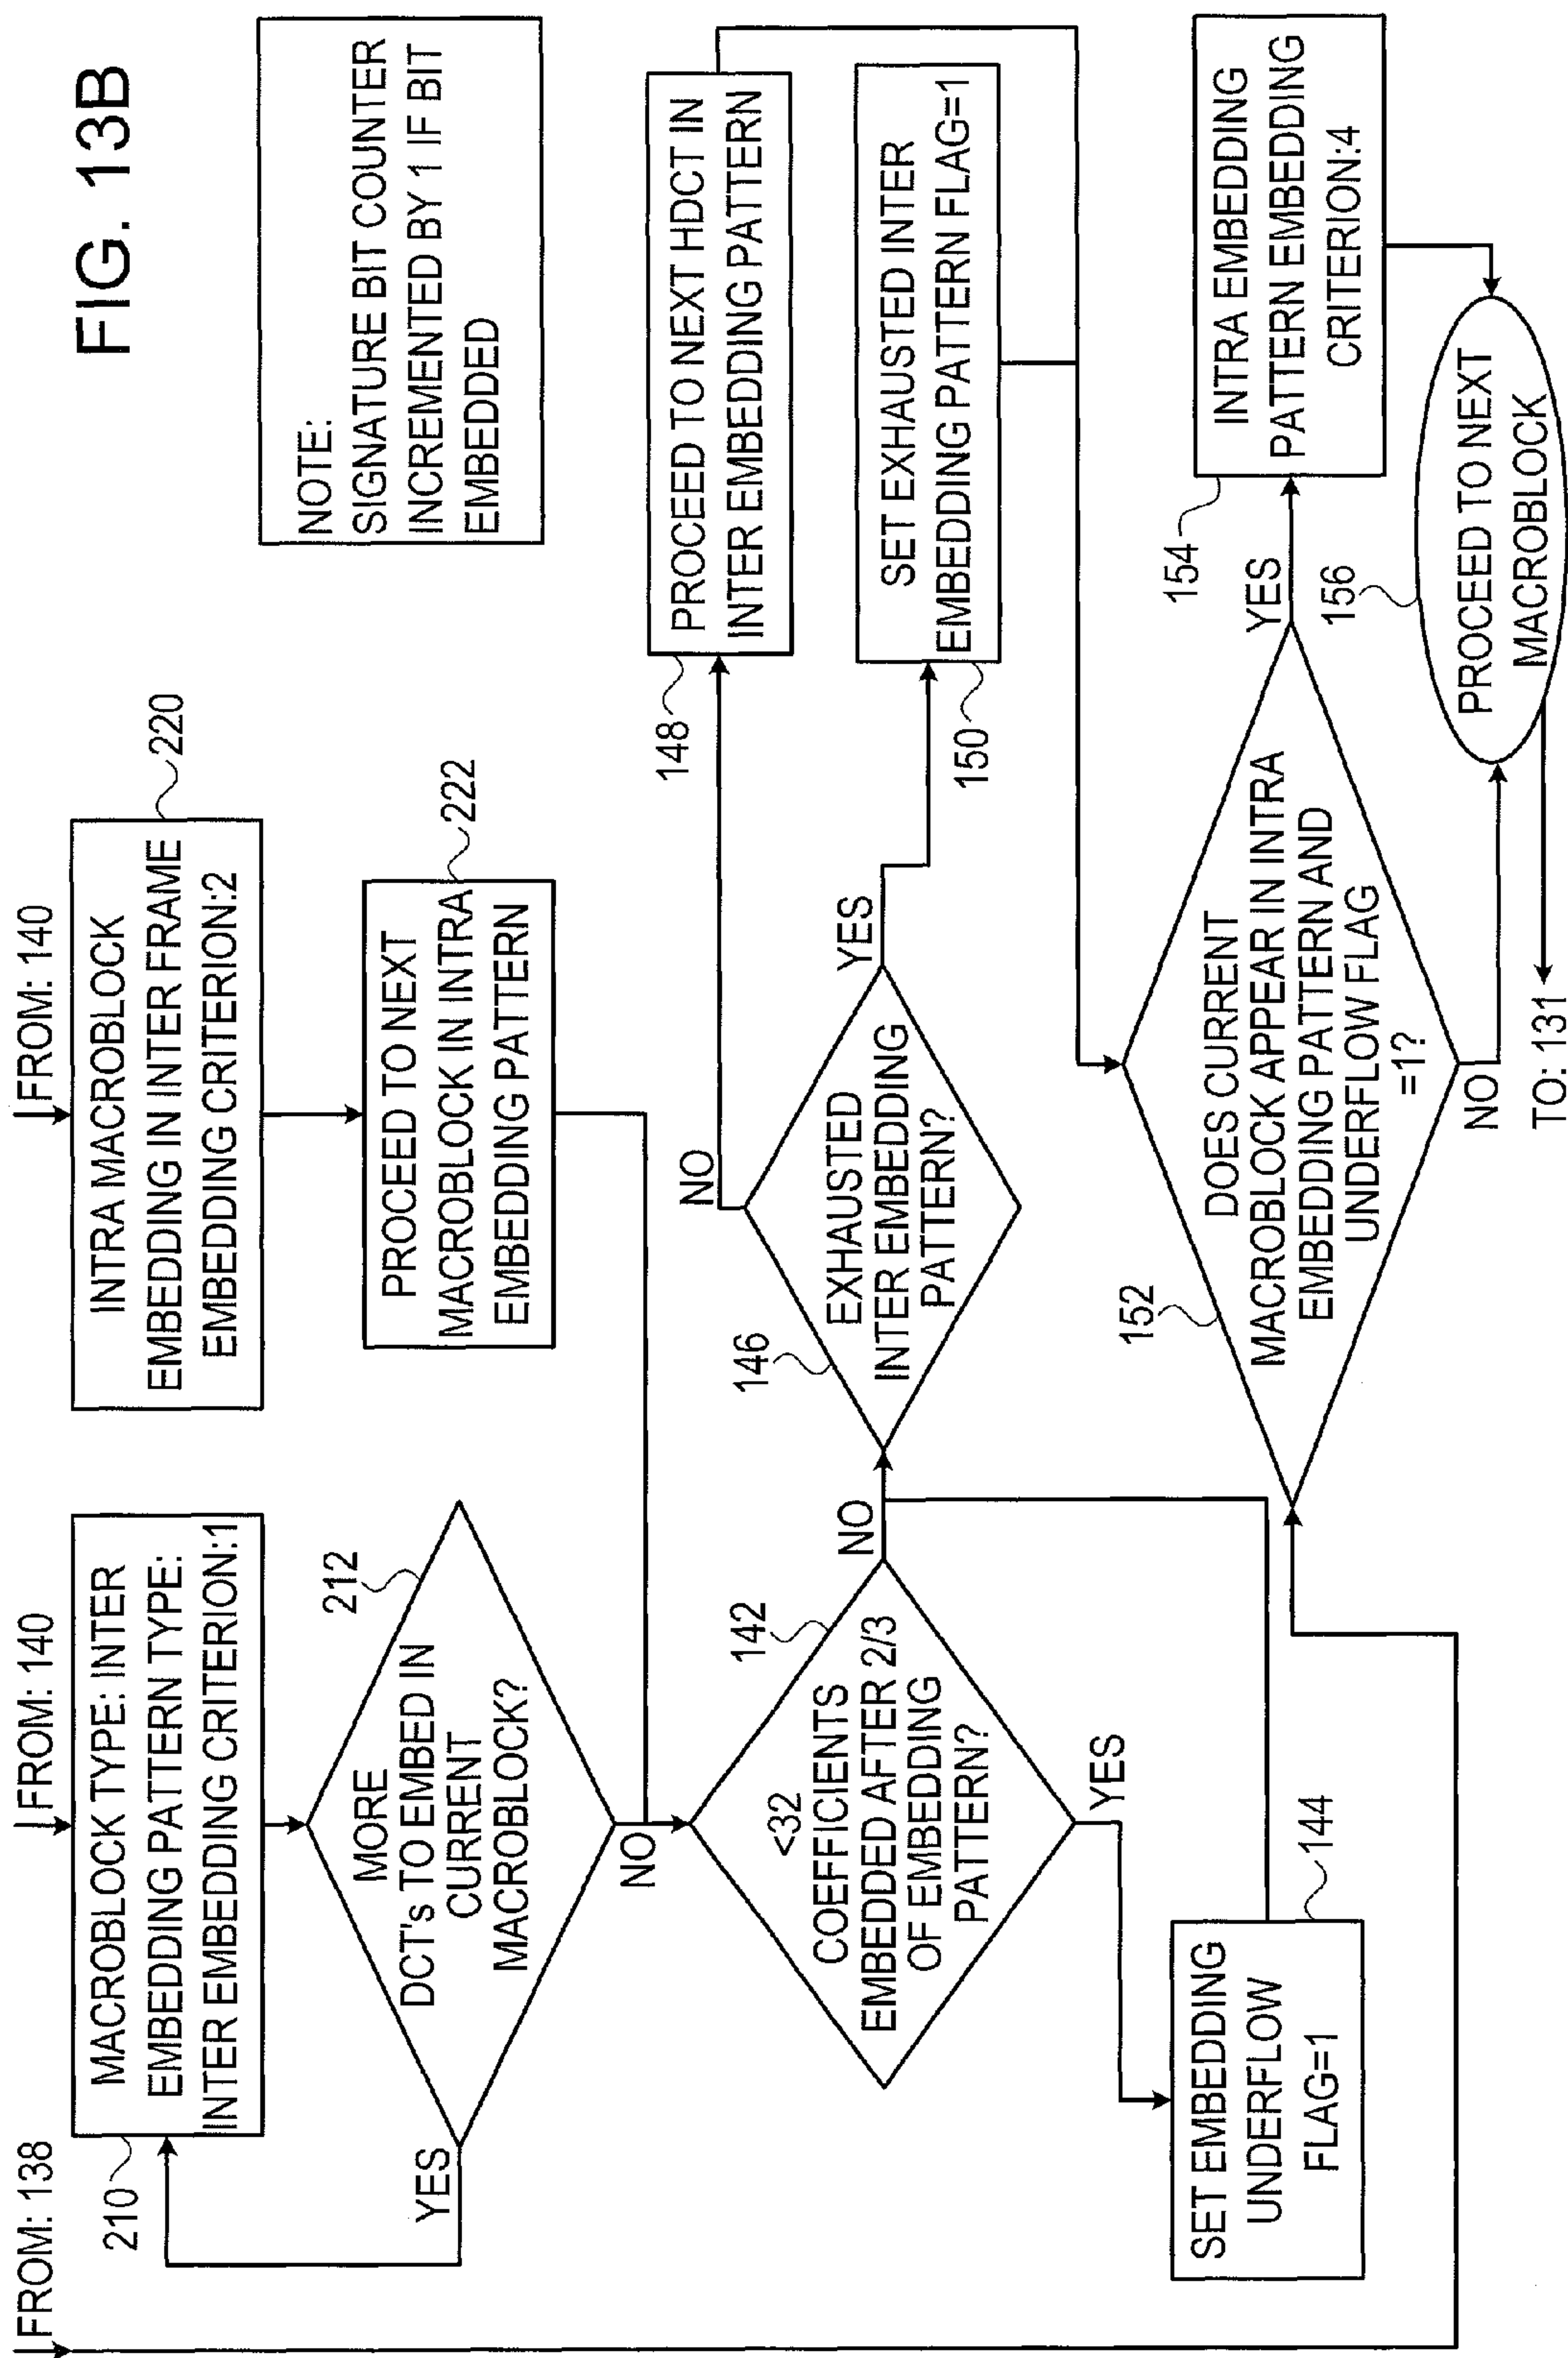 FIG. 13B
FROM: 138
FROM: 140
FROM: 140
210
MACROBLOCK TYPE: INTER
EMBEDDING PATTERN TYPE:
INTER EMBEDDING CRITERION:1
INTRA MACROBLOCK
EMBEDDING IN INTER FRAME
EMBEDDING CRITERION:2
220
NOTE:
SIGNATURE BIT COUNTER
INCREMENTED BY 1 IF BIT
EMBEDDED
YES
MORE
DCT's TO EMBED IN
CURRENT
MACROBLOCK?
212
NO
PROCEED TO NEXT
MACROBLOCK IN INTRA
EMBEDDING PATTERN
222
<32
COEFFICIENTS
EMBEDDED AFTER 2/3
OF EMBEDDING
PATTERN?
142
NO
YES
146
EXHAUSTED
INTER EMBEDDING
PATTERN?
NO
YES
148
PROCEED TO NEXT HDCT IN
INTER EMBEDDING PATTERN
150
SET EXHAUSTED INTER
EMBEDDING PATTERN FLAG=1
SET EMBEDDING
UNDERFLOW
FLAG=1
144
152
DOES CURRENT
MACROBLOCK APPEAR IN INTRA
EMBEDDING PATTERN AND
UNDERFLOW FLAG
=1?
YES
NO
154
INTRA EMBEDDING
PATTERN EMBEDDING
CRITERION:4
156
PROCEED TO NEXT
MACROBLOCK
TO: 131